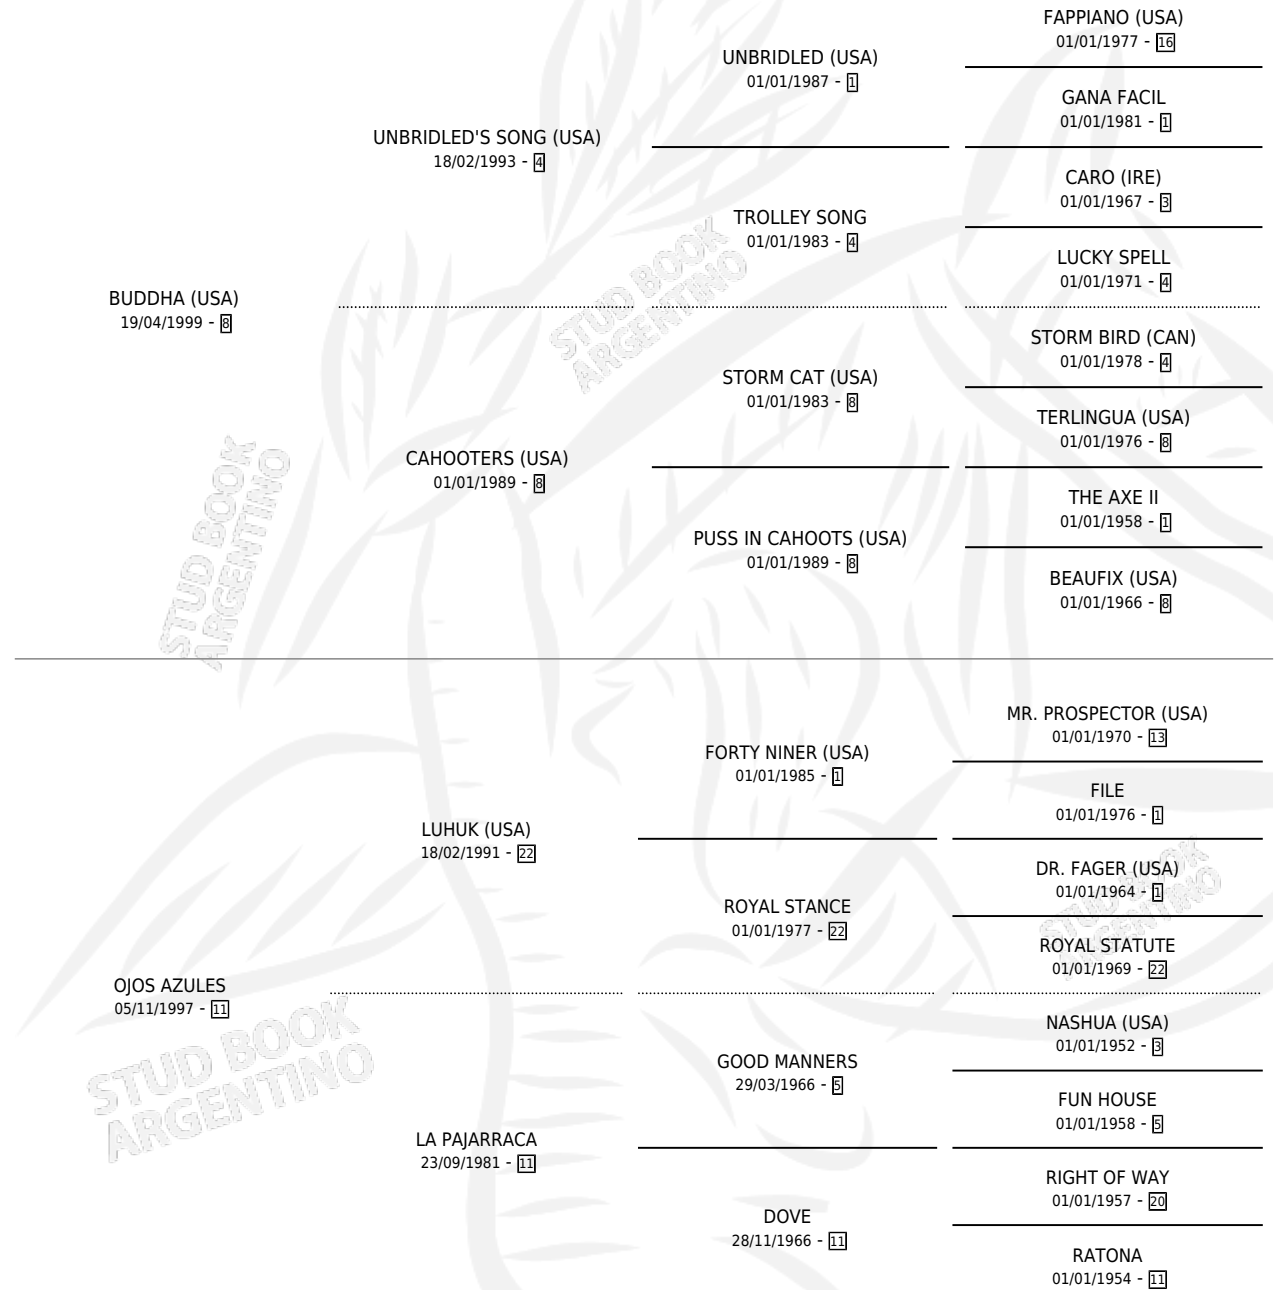 FAPPIANO (USA)
01/01/1977 - 16
UNBRIDLED (USA)
01/01/1987 - 1
GANA FACIL
01/01/1981 - 1
UNBRIDLED'S SONG (USA)
18/02/1993 - 4
CARO (IRE)
01/01/1967 - 3
TROLLEY SONG
01/01/1983 - 4
LUCKY SPELL
01/01/1971 - 4
BUDDHA (USA)
19/04/1999 - 8
STORM BIRD (CAN)
01/01/1978 - 4
STORM CAT (USA)
01/01/1983 - 8
TERLINGUA (USA)
01/01/1976 - 8
CAHOOTERS (USA)
01/01/1989 - 8
THE AXE II
01/01/1958 - 1
PUSS IN CAHOOTS (USA)
01/01/1989 - 8
BEAUFIX (USA)
01/01/1966 - 8
MR. PROSPECTOR (USA)
01/01/1970 - 13
FORTY NINER (USA)
01/01/1985 - 1
FILE
01/01/1976 - 1
LUHUK (USA)
18/02/1991 - 22
DR. FAGER (USA)
01/01/1964 - 1
ROYAL STANCE
01/01/1977 - 22
ROYAL STATUTE
01/01/1969 - 22
OJOS AZULES
05/11/1997 - 11
NASHUA (USA)
01/01/1952 - 3
GOOD MANNERS
29/03/1966 - 5
FUN HOUSE
01/01/1958 - 5
LA PAJARRACA
23/09/1981 - 11
RIGHT OF WAY
01/01/1957 - 20
DOVE
28/11/1966 - 11
RATONA
01/01/1954 - 11
STUD BOOK
ARGENTINO
STUD BOOK
ARGENTINO
STUD BOOK
ARGENTINO
STUD BOOK
ARGENTINO